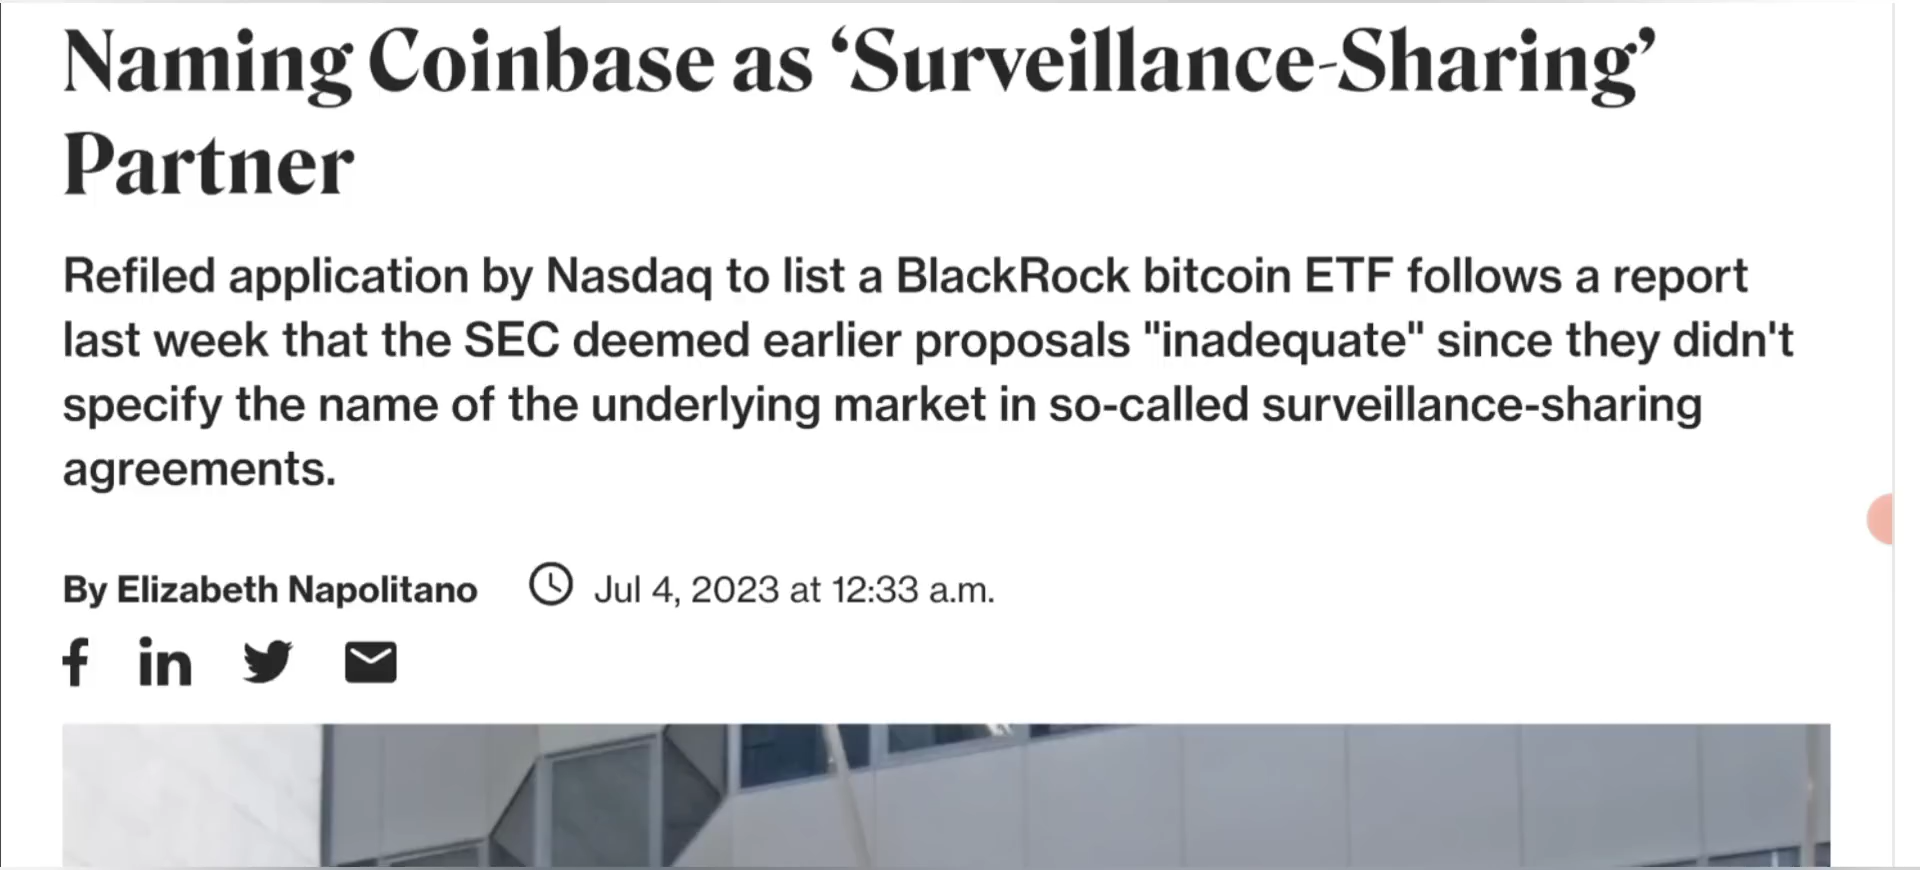 Naming Coinbase as ‘Surveillance-Sharing’
Partner
Refiled application by Nasdaq to list a BlackRock bitcoin ETF follows a report
last week that the SEC deemed earlier proposals "inadequate" since they didn't
specify the name of the underlying market in so-called surveillance-sharing
agreements.
By Elizabeth Napolitano Jul 4, 2023 at 12:33 a.m.